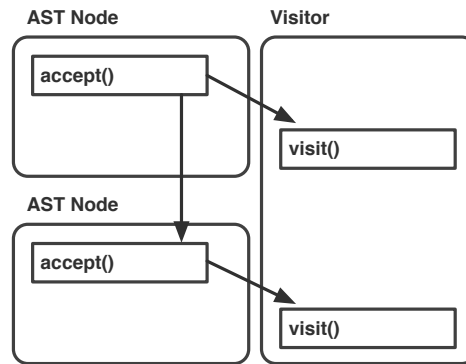 AST Node
Visitor
accept()
visit()
AST Node
accept()
visit()